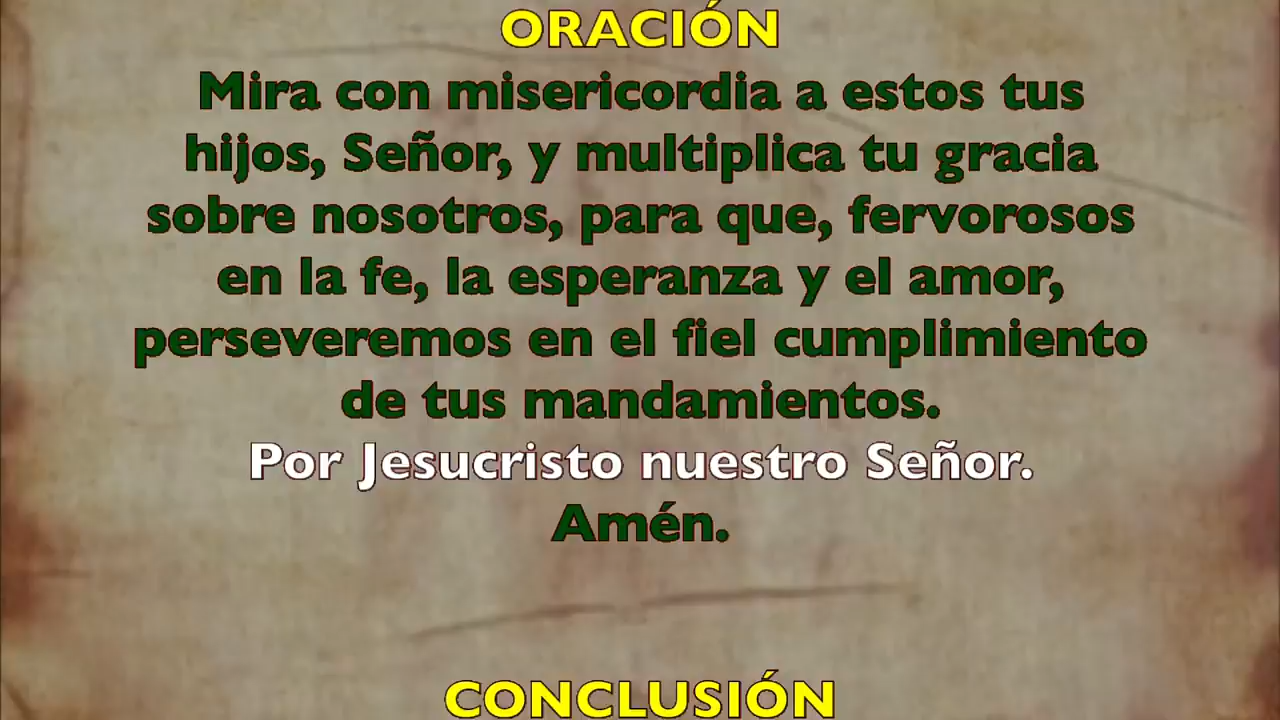 ORACIÓN
Mira con misericordia a estos tus
hijos, Señor, y multiplica tu gracia
sobre nosotros, para que, fervorosos
en la fe, la esperanza y el amor,
perseveremos en el fiel cumplimiento
de tus mandamientos.
Por Jesucristo nuestro Señor.
Amén.
CONCLUSIÓN